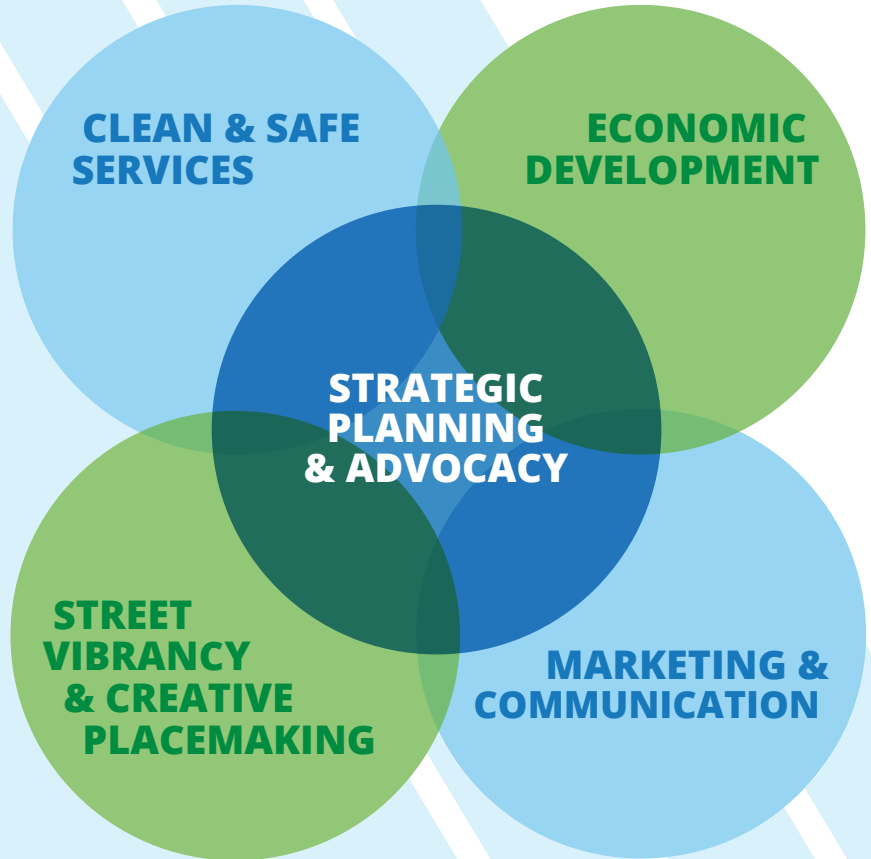 CLEAN & SAFE
SERVICES
ECONOMIC
DEVELOPMENT
STRATEGIC
PLANNING
& ADVOCACY
STREET
VIBRANCY
& CREATIVE
PLACEMAKING
MARKETING &
COMMUNICATION